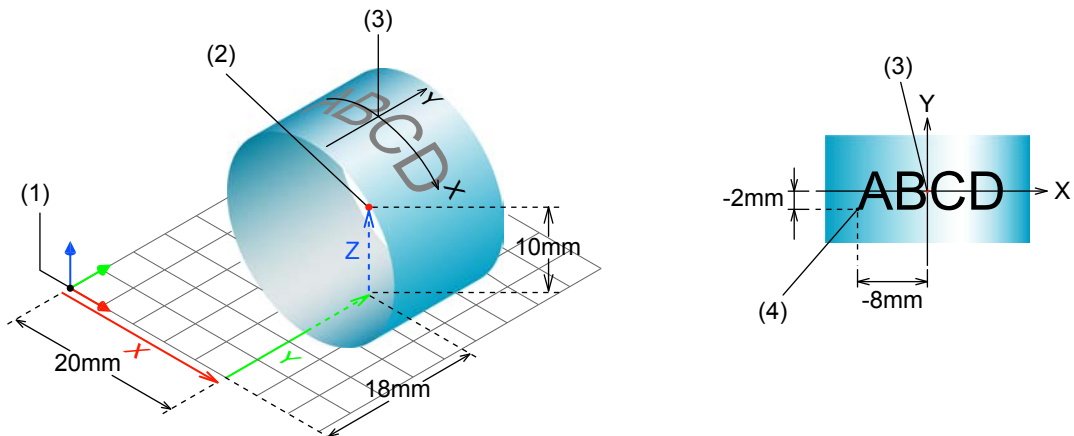 (3)
(2)
(1)
ABCD
Y
X
Z
10mm
X
Y
20mm
18mm
(3)
Y
ABCD
X
-2mm
-8mm
(4)